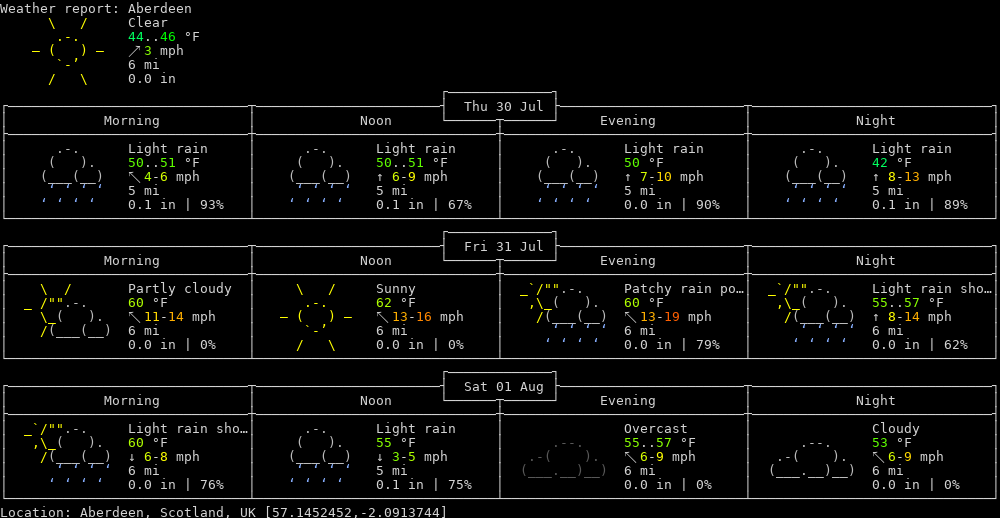 Weather report: Aberdeen
Clear
44..46 °F
↗ 3 mph
6 mi
0.0 in
Thu 30 Jul
Morning Noon Evening Night
Light rain Light rain Light rain Light rain
50..51 °F 50..51 °F 50 °F 42 °F
↖ 4-6 mph ↑ 6-9 mph ↑ 7-10 mph ↑ 8-13 mph
5 mi 5 mi 5 mi 5 mi
0.1 in | 93% 0.1 in | 67% 0.0 in | 90% 0.1 in | 89%
Fri 31 Jul
Morning Noon Evening Night
Partly cloudy Sunny Patchy rain po… Light rain sho…
60 °F 62 °F 60 °F 55..57 °F
↖ 11-14 mph ↖ 13-16 mph ↖ 13-19 mph ↑ 8-14 mph
6 mi 6 mi 6 mi 6 mi
0.0 in | 0% 0.0 in | 0% 0.0 in | 79% 0.0 in | 62%
Sat 01 Aug
Morning Noon Evening Night
Light rain sho… Light rain Overcast Cloudy
60 °F 55 °F 55..57 °F 53 °F
↓ 6-8 mph ↓ 3-5 mph ↖ 6-9 mph ↖ 6-9 mph
6 mi 5 mi 6 mi 6 mi
0.0 in | 76% 0.1 in | 75% 0.0 in | 0% 0.0 in | 0%
Location: Aberdeen, Scotland, UK [57.1452452,-2.0913744]